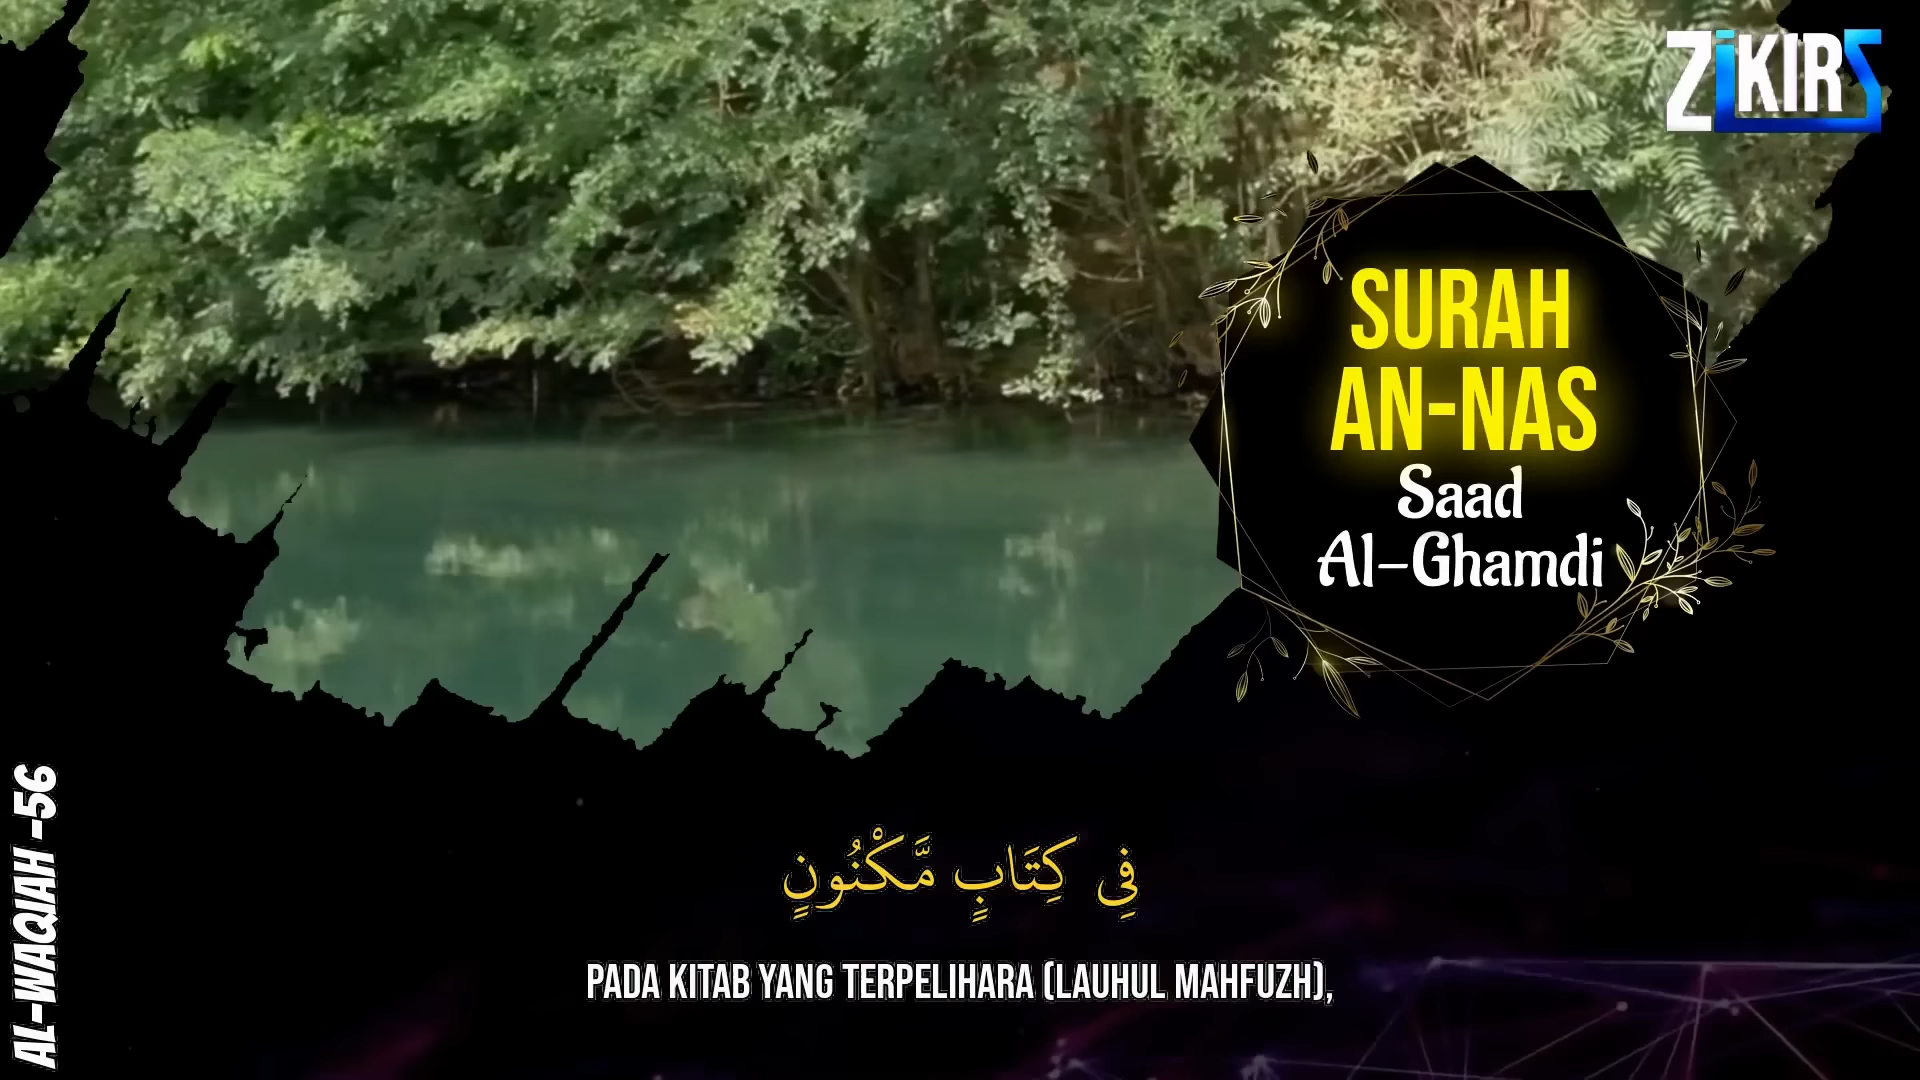 ZiKIRS
SURAH
AN-NAS
Saad
Al-Ghamdi
فِي كِتَابٍ مَّكْنُونٍ
PADA KITAB YANG TERPELIHARA (LAUHUL MAHFUZH),
AL-WAQIAH -56